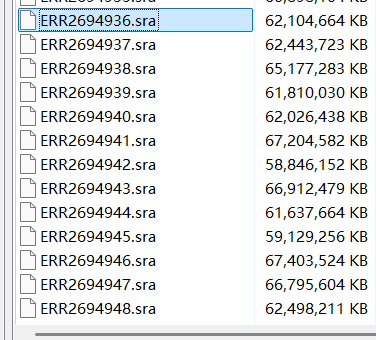 ERR2694936.sra 62,104,664 KB
ERR2694937.sra 62,443,723 KB
ERR2694938.sra 65,177,283 KB
ERR2694939.sra 61,810,030 KB
ERR2694940.sra 62,026,438 KB
ERR2694941.sra 67,204,582 KB
ERR2694942.sra 58,846,152 KB
ERR2694943.sra 66,912,479 KB
ERR2694944.sra 61,637,664 KB
ERR2694945.sra 59,129,256 KB
ERR2694946.sra 67,403,524 KB
ERR2694947.sra 66,795,604 KB
ERR2694948.sra 62,498,211 KB